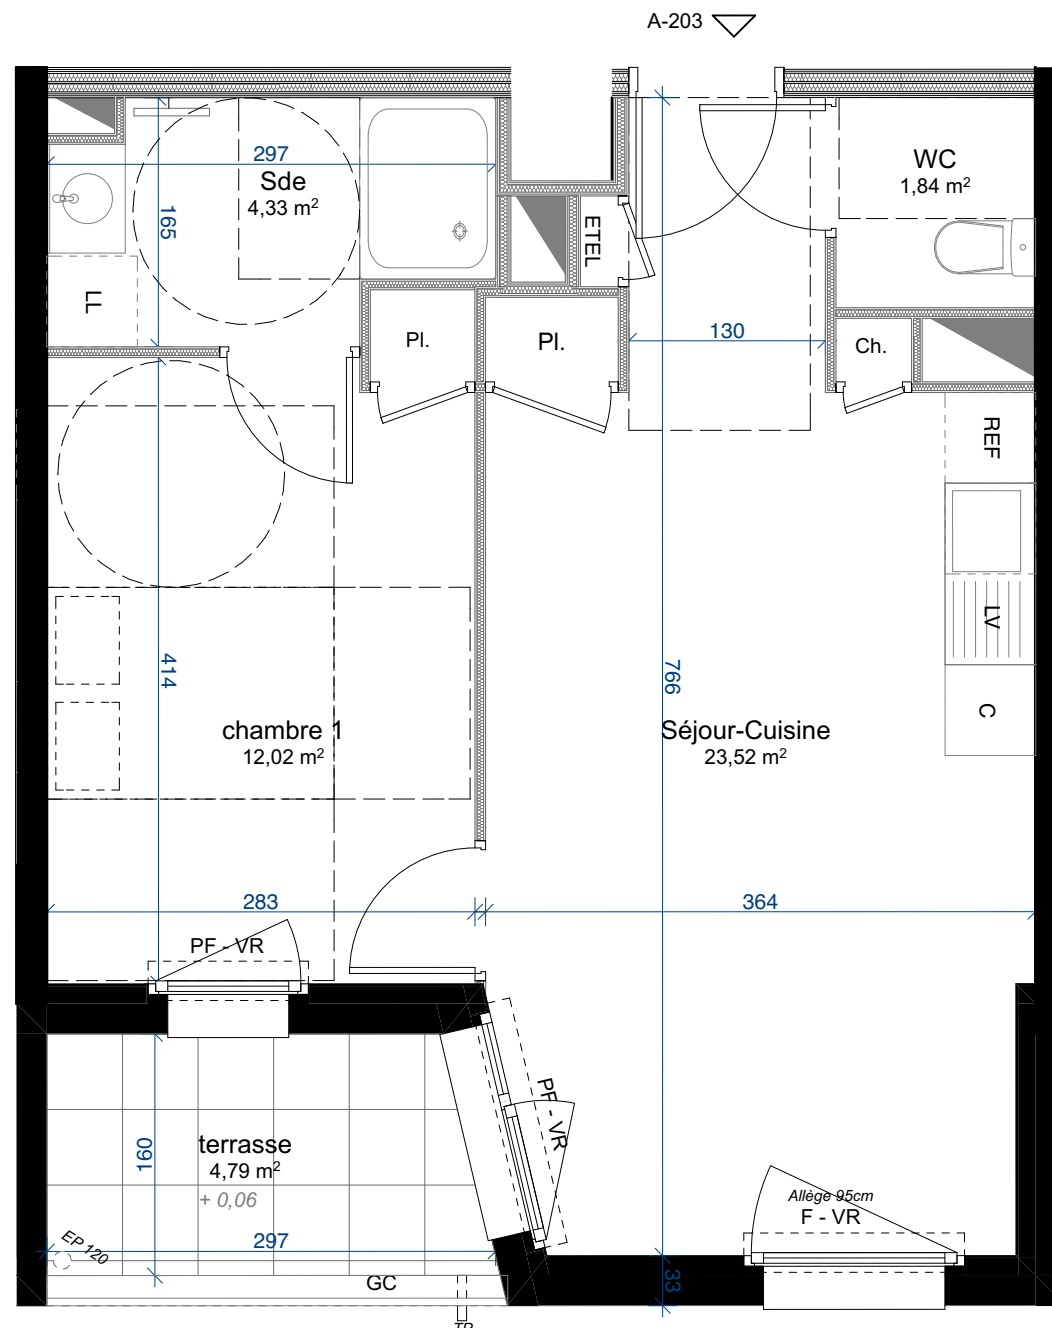 A-203
297
Sde
4,33 m²
165
LL
ETEL
WC
1,84 m²
Pl.
Pl.
130
Ch.
REF
LV
C
414
766
chambre 1
12,02 m²
Séjour-Cuisine
23,52 m²
283
364
PF - VR
PF - VR
terrasse
4,79 m²
+ 0,06
160
Allège 95cm
F - VR
EP 120
297
GC
33
TP